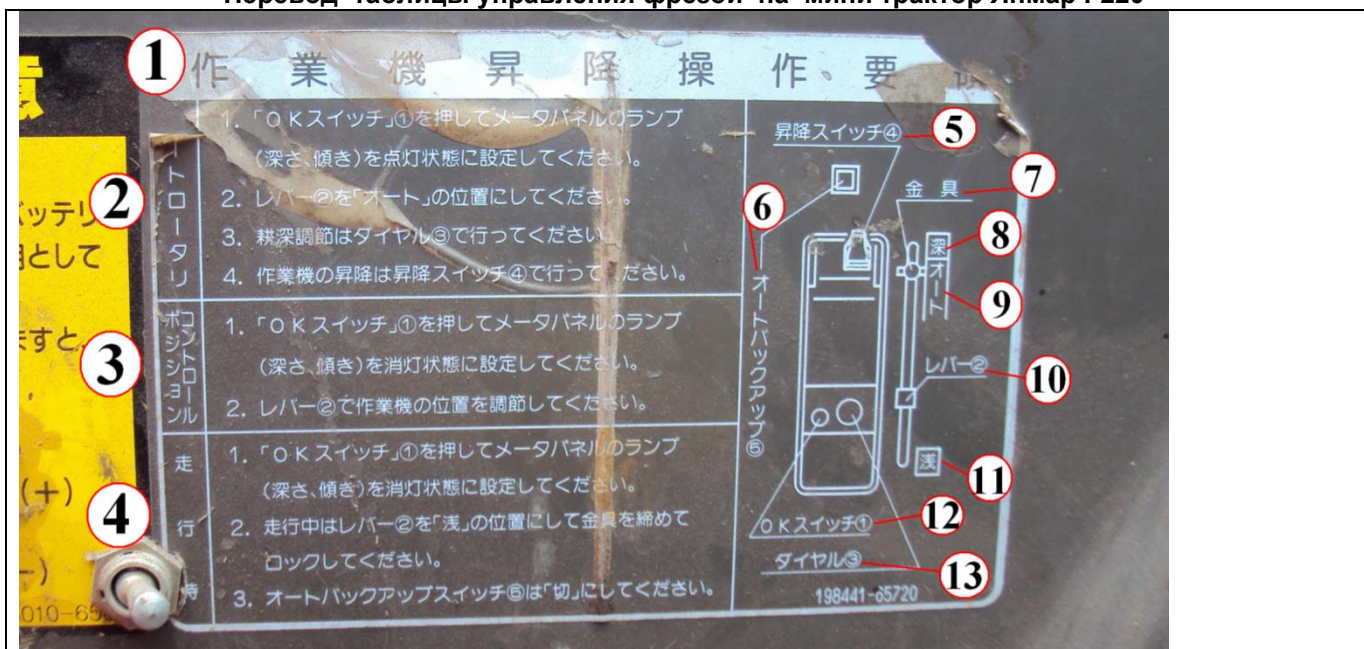 Перевод таблицы управления фрезой на мини трактор Янмар F220
1 作業機昇降操作要領
1.「OKスイッチ」①を押してメータパネルのランプ
(深さ、傾き)を点灯状態に設定してください。
2 トロータリ
2. レバー②を「オート」の位置にしてください。
3. 耕深調節はダイヤル③で行ってください
4. 作業機の昇降は昇降スイッチ④で行ってください。
3 ポジションコントロール
1.「OKスイッチ」①を押してメータパネルのランプ
(深さ、傾き)を消灯状態に設定してください。
2. レバー②で作業機の位置を調節してください。
4 走行時
1.「OKスイッチ」①を押してメータパネルのランプ
(深さ、傾き)を消灯状態に設定してください。
2. 走行中はレバー②を「浅」の位置にして金具を締めて
ロックしてください。
3. オートバックアップスイッチ⑤は「切」にしてください。
昇降スイッチ④ 5
6 オートバックアップ⑤
金具 7
深 8
オート 9
レバー② 10
浅 11
OKスイッチ① 12
ダイヤル③ 13
198441-65720
意
バッテリ
として
ますと、
(+)
-)
010-65